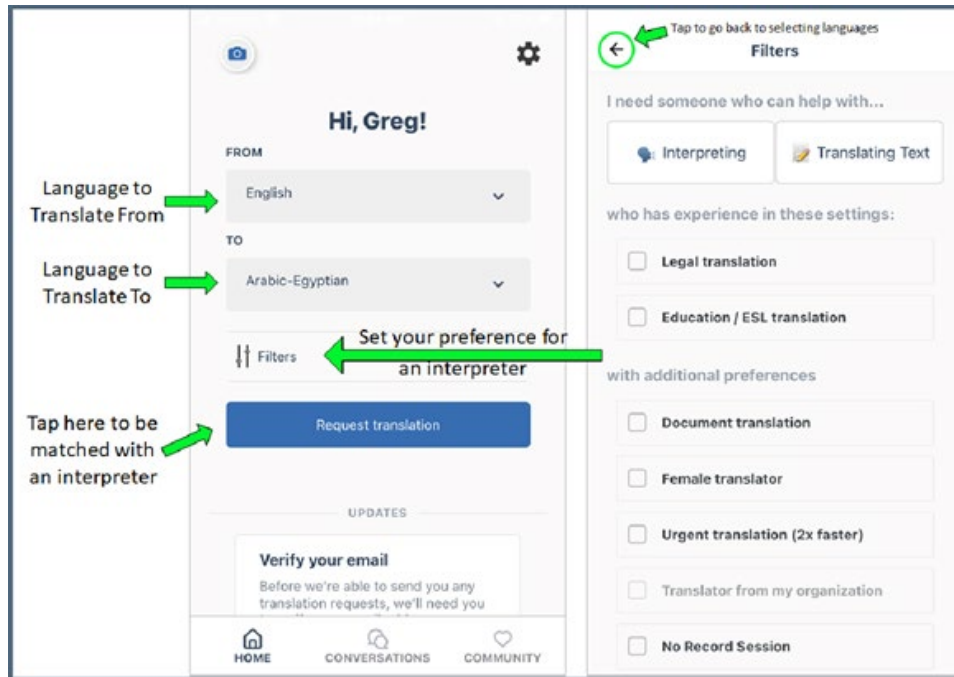 Language to
Translate From
Language to
Translate To
Tap here to be
matched with
an interpreter
Hi, Greg!
FROM
English
TO
Arabic-Egyptian
Filters
Set your preference for
an interpreter
Request translation
UPDATES
Verify your email
Before we're able to send you any
translation requests, we'll need you
HOME
CONVERSATIONS
COMMUNITY
Tap to go back to selecting languages
Filters
I need someone who can help with...
Interpreting
Translating Text
who has experience in these settings:
Legal translation
Education / ESL translation
with additional preferences
Document translation
Female translator
Urgent translation (2x faster)
Translator from my organization
No Record Session